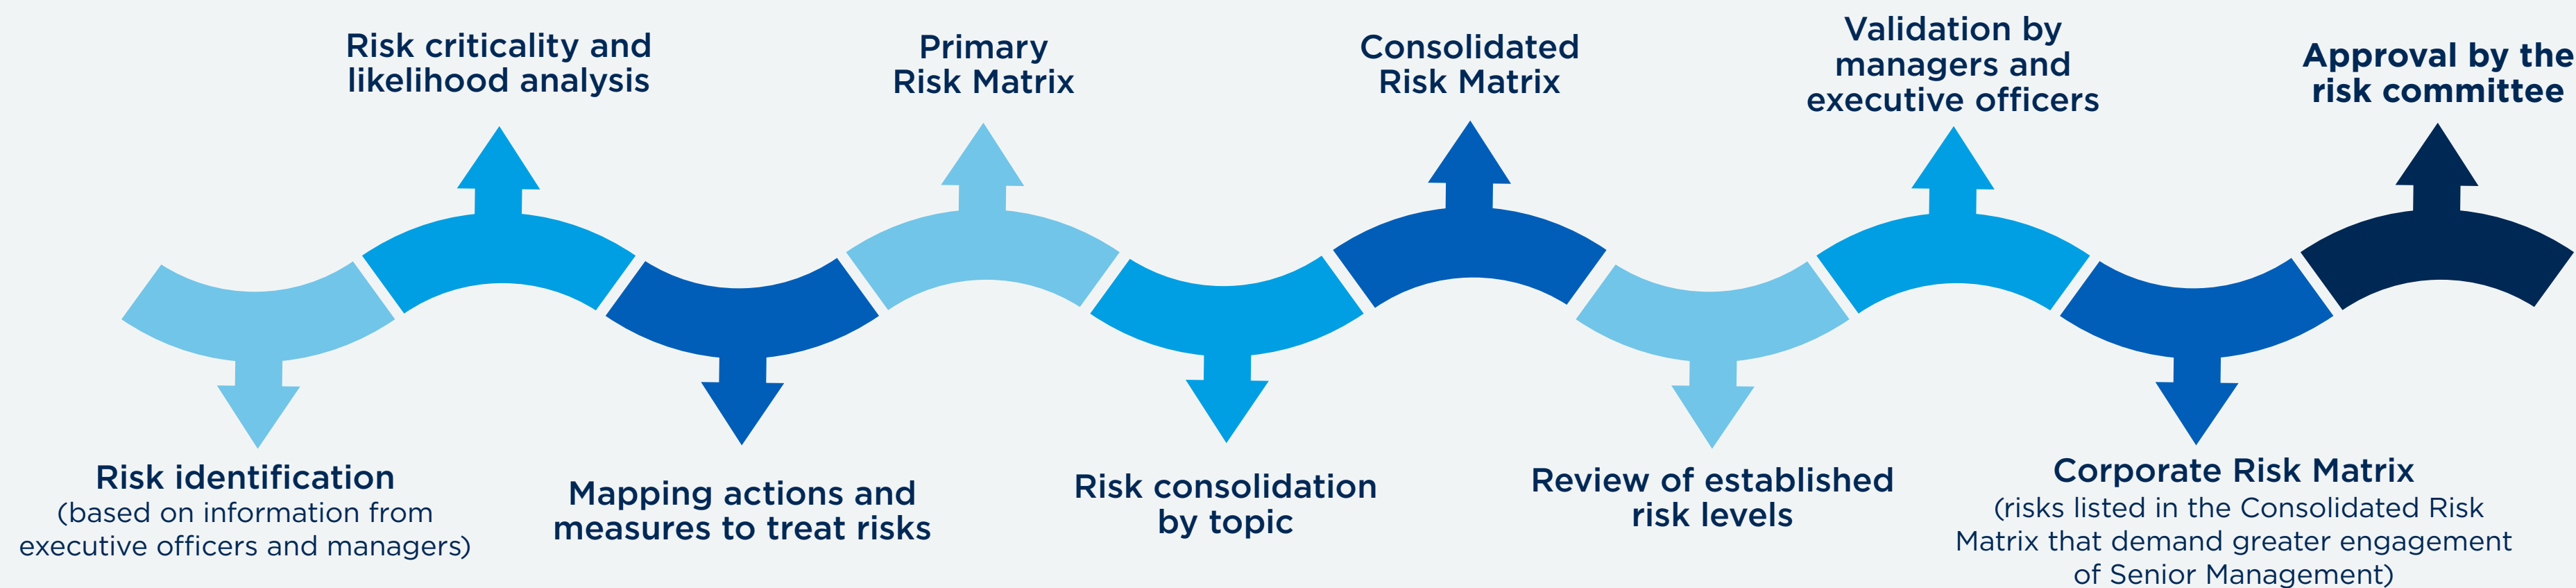 Risk identification
(based on information from
executive officers and managers)
Risk criticality and
likelihood analysis
Mapping actions and
measures to treat risks
Primary
Risk Matrix
Risk consolidation
by topic
Consolidated
Risk Matrix
Review of established
risk levels
Validation by
managers and
executive officers
Corporate Risk Matrix
(risks listed in the Consolidated Risk
Matrix that demand greater engagement
of Senior Management)
Approval by the
risk committee